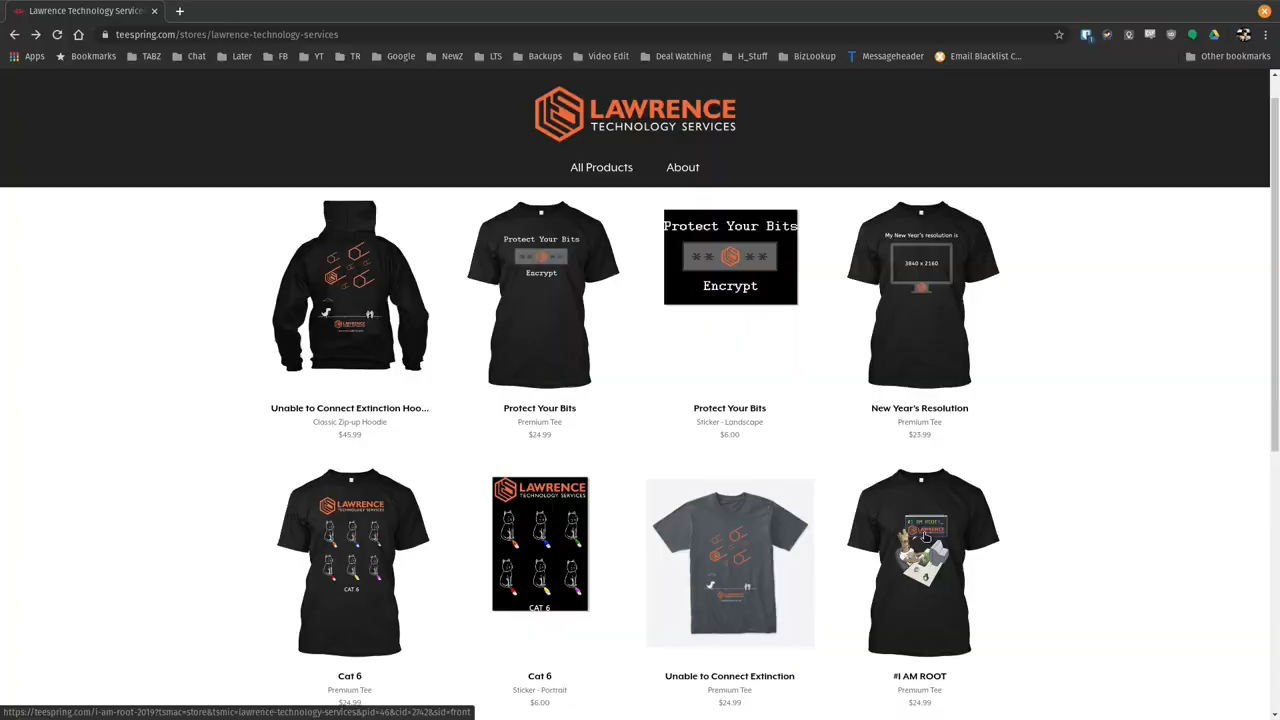 Lawrence Technology Service
teespring.com/stores/lawrence-technology-services
Apps
Bookmarks
TABZ
Chat
Later
FB
YT
TR
Google
NewZ
LTS
Backups
Video Edit
Deal Watching
H_Stuff
BizLookup
Messageheader
Email Blacklist C...
Other bookmarks
LAWRENCE
TECHNOLOGY SERVICES
All Products
About
Protect Your Bits
Encrypt
Protect Your Bits
* * * *
Encrypt
My New Year's resolution is
3840 x 2160
Unable to Connect Extinction Hoo...
Classic Zip-up Hoodie
$45.99
Protect Your Bits
Premium Tee
$24.99
Protect Your Bits
Sticker - Landscape
$6.00
New Year's Resolution
Premium Tee
$23.99
LAWRENCE
CAT 6
LAWRENCE
TECHNOLOGY SERVICES
CAT 6
LAWRENCE
#I AM ROOT!_
Cat 6
Premium Tee
$24.99
Cat 6
Sticker - Portrait
$6.00
Unable to Connect Extinction
Premium Tee
$24.99
#I AM ROOT
Premium Tee
$24.99
https://teespring.com/i-am-root-2019?tsmac=store&tsmic=lawrence-technology-services&pid=46&cid=2742&sid=front